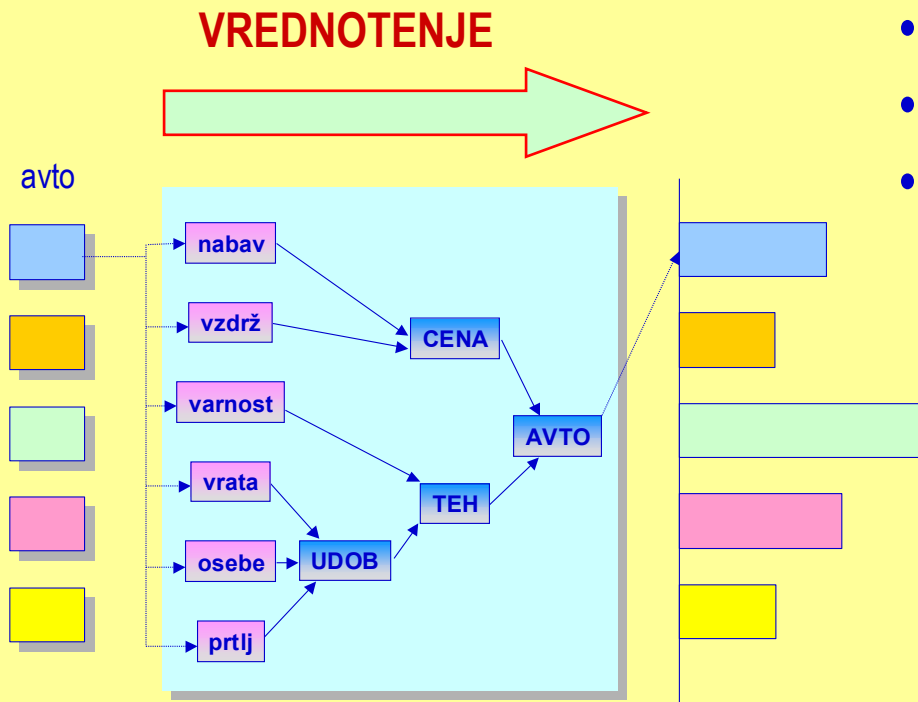 VREDNOTENJE
avto
nabav
vzdrž
CENA
varnost
AVTO
vrata
TEH
osebe
UDOB
prtlj